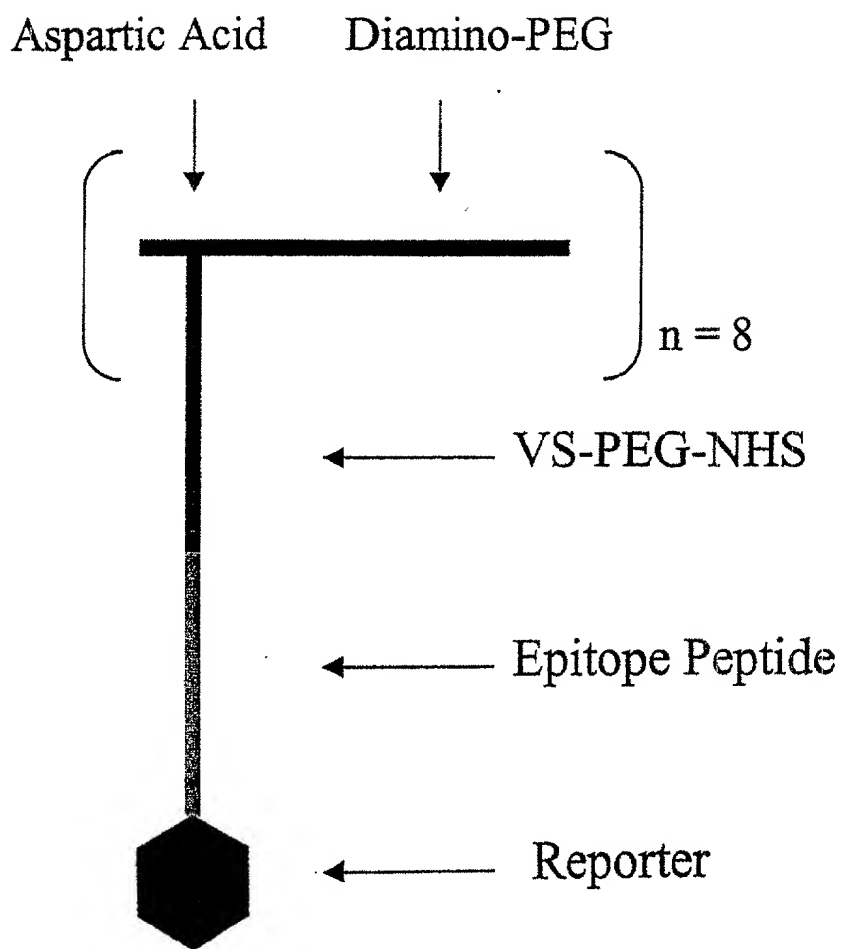 Aspartic Acid Diamino-PEG
n = 8
VS-PEG-NHS
Epitope Peptide
Reporter